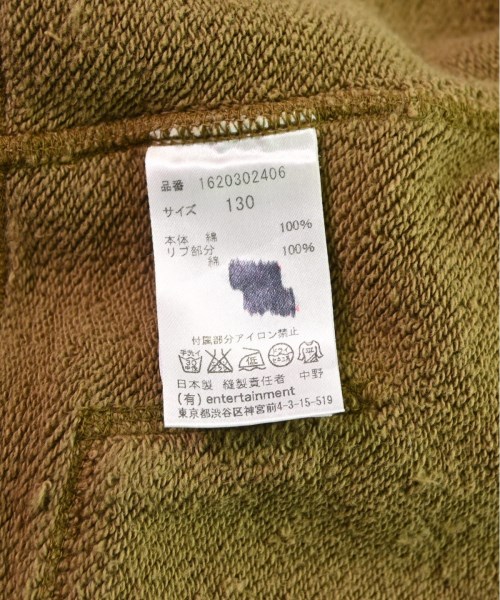 品番 1620302406
サイズ 130
本体 綿 100%
リブ部分 100%
綿
付属部分アイロン禁止
日本製 縫製責任者 中野
(有) entertainment
東京都渋谷区神宮前4-3-15-519